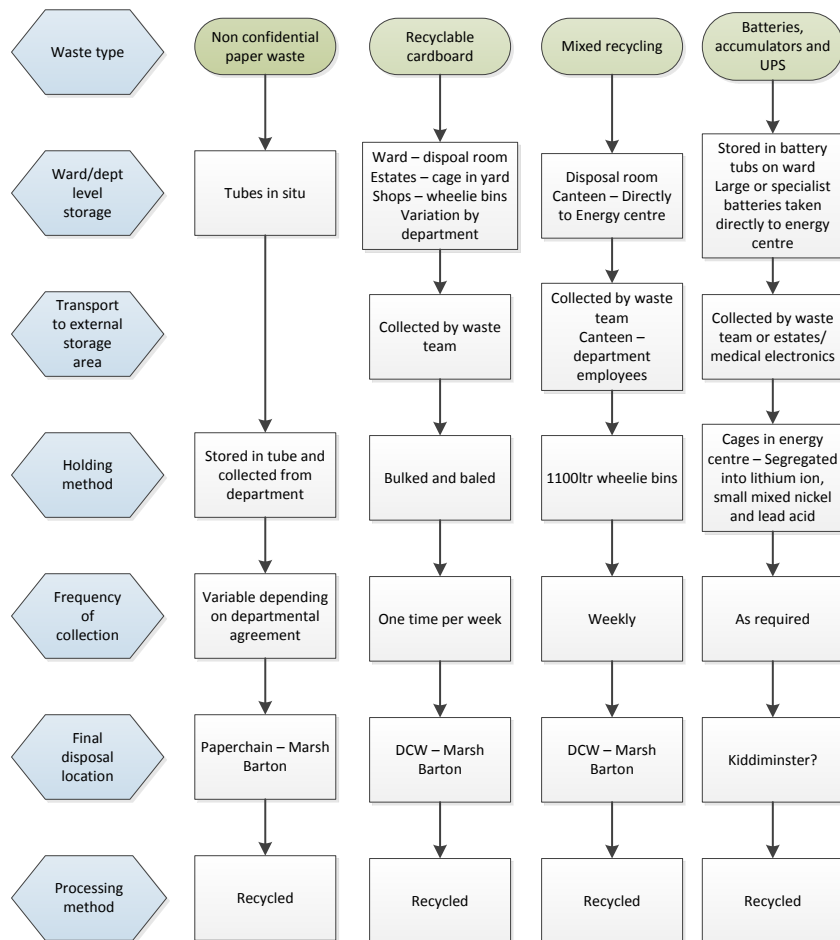 Waste type
Non confidential
paper waste
Recyclable
cardboard
Mixed recycling
Batteries,
accumulators and
UPS
Ward/dept
level
storage
Tubes in situ
Ward – dispoal room
Estates – cage in yard
Shops – wheelie bins
Variation by
department
Disposal room
Canteen – Directly
to Energy centre
Stored in battery
tubs on ward
Large or specialist
batteries taken
directly to energy
centre
Transport
to external
storage
area
Collected by waste
team
Collected by waste
team
Canteen –
department
employees
Collected by waste
team or estates/
medical electronics
Holding
method
Stored in tube and
collected from
department
Bulked and baled
1100ltr wheelie bins
Cages in energy
centre – Segregated
into lithium ion,
small mixed nickel
and lead acid
Frequency
of
collection
Variable depending
on departmental
agreement
One time per week
Weekly
As required
Final
disposal
location
Paperchain – Marsh
Barton
DCW – Marsh
Barton
DCW – Marsh
Barton
Kiddiminster?
Processing
method
Recycled
Recycled
Recycled
Recycled